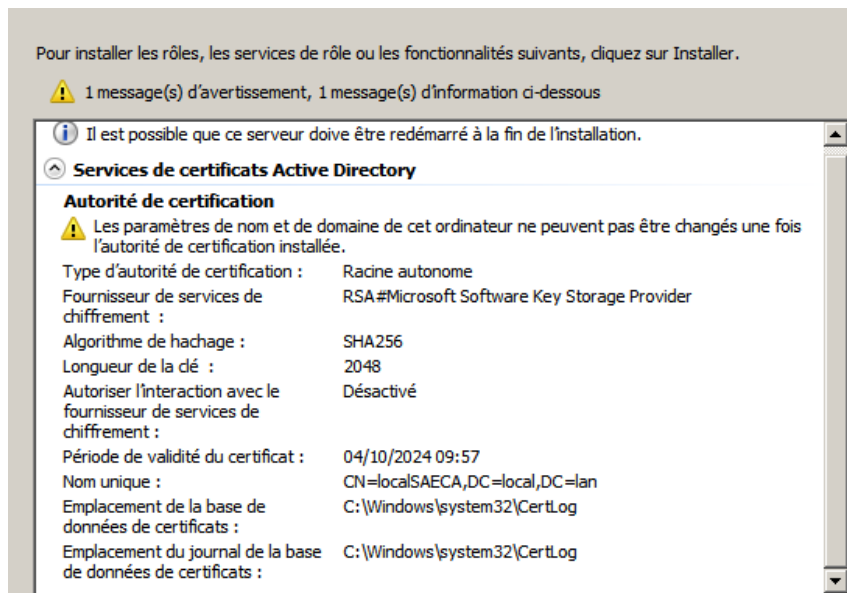 Pour installer les rôles, les services de rôle ou les fonctionnalités suivants, cliquez sur Installer.
1 message(s) d'avertissement, 1 message(s) d'information ci-dessous
Il est possible que ce serveur doive être redémarré à la fin de l'installation.
Services de certificats Active Directory
Autorité de certification
Les paramètres de nom et de domaine de cet ordinateur ne peuvent pas être changés une fois
l'autorité de certification installée.
Type d'autorité de certification : Racine autonome
Fournisseur de services de RSA#Microsoft Software Key Storage Provider
chiffrement :
Algorithme de hachage : SHA256
Longueur de la clé : 2048
Autoriser l'interaction avec le Désactivé
fournisseur de services de
chiffrement :
Période de validité du certificat : 04/10/2024 09:57
Nom unique : CN=localSAECA,DC=local,DC=lan
Emplacement de la base de C:\Windows\system32\CertLog
données de certificats :
Emplacement du journal de la base C:\Windows\system32\CertLog
de données de certificats :